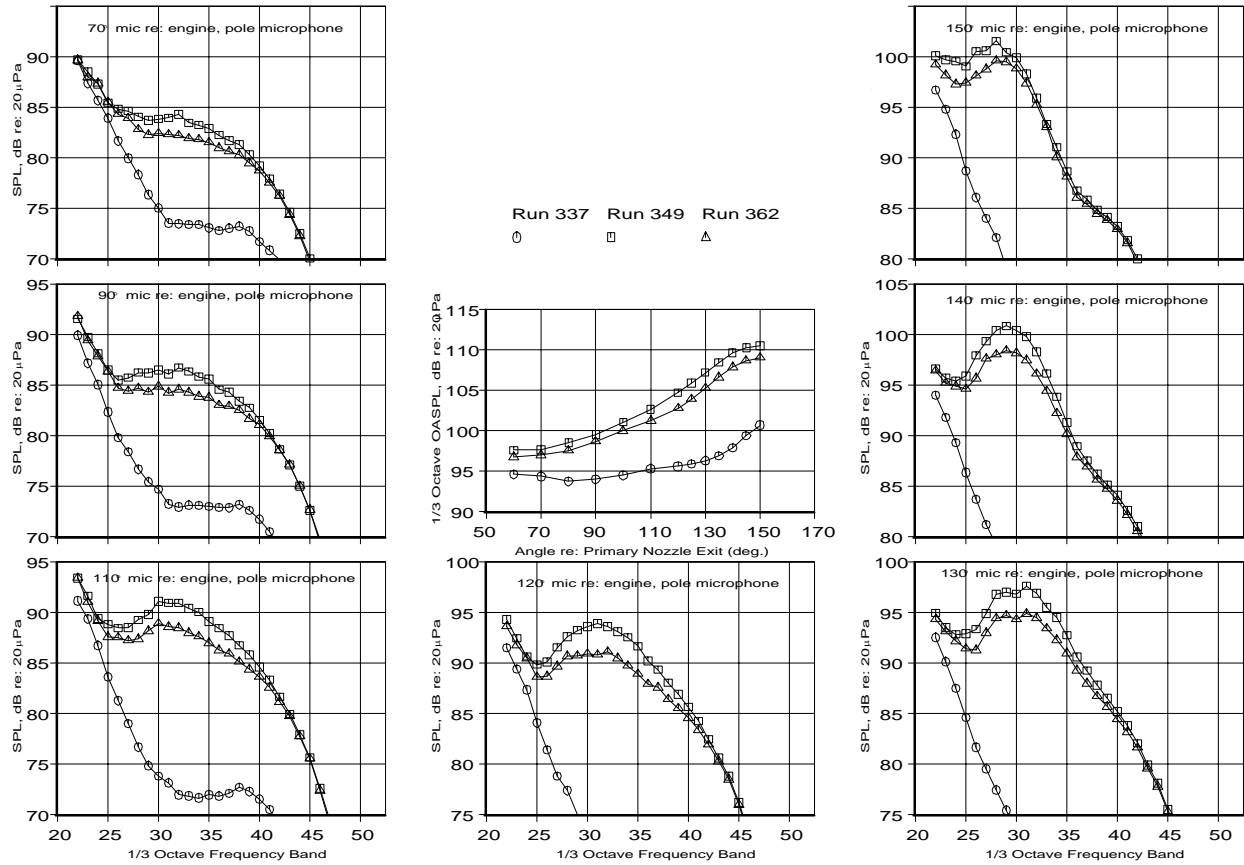 70° mic re: engine, pole microphone
SPL, dB re: 20µPa
90
85
80
75
70
150° mic re: engine, pole microphone
SPL, dB re: 20µPa
100
95
90
85
80
Run 337 Run 349 Run 362
90° mic re: engine, pole microphone
SPL, dB re: 20µPa
95
90
85
80
75
70
1/3 Octave OASPL, dB re: 20µPa
115
110
105
100
95
90
50 70 90 110 130 150 170
Angle re: Primary Nozzle Exit (deg.)
140° mic re: engine, pole microphone
SPL, dB re: 20µPa
105
100
95
90
85
80
110° mic re: engine, pole microphone
SPL, dB re: 20µPa
95
90
85
80
75
70
20 25 30 35 40 45 50
1/3 Octave Frequency Band
120° mic re: engine, pole microphone
SPL, dB re: 20µPa
100
95
90
85
80
75
20 25 30 35 40 45 50
1/3 Octave Frequency Band
130° mic re: engine, pole microphone
SPL, dB re: 20µPa
100
95
90
85
80
75
20 25 30 35 40 45 50
1/3 Octave Frequency Band